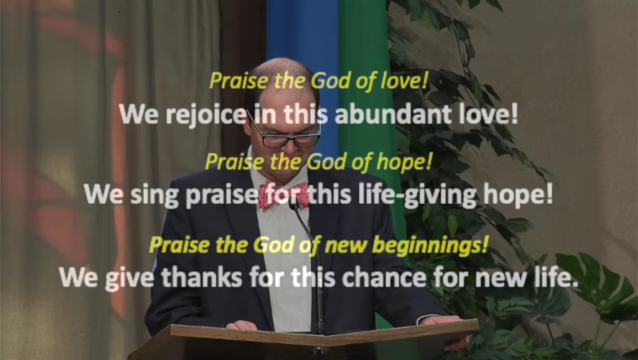 Praise the God of love!
We rejoice in this abundant love!
Praise the God of hope!
We sing praise for this life-giving hope!
Praise the God of new beginnings!
We give thanks for this chance for new life.